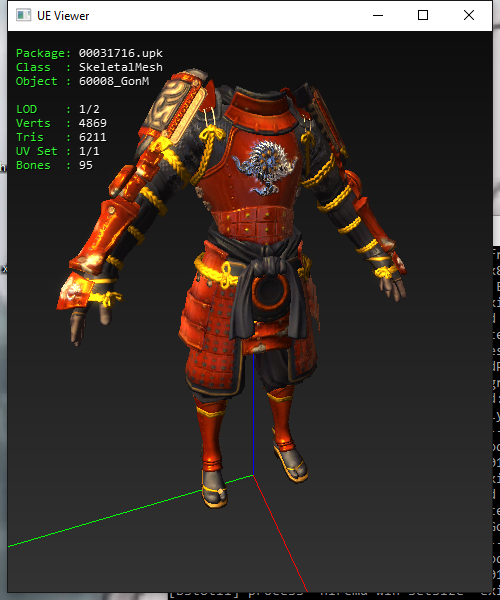 UE Viewer
Package: 00031716.upk
Class : SkeletalMesh
Object : 60008_GonM
LOD : 1/2
Verts : 4869
Tris : 6211
UV Set : 1/1
Bones : 95